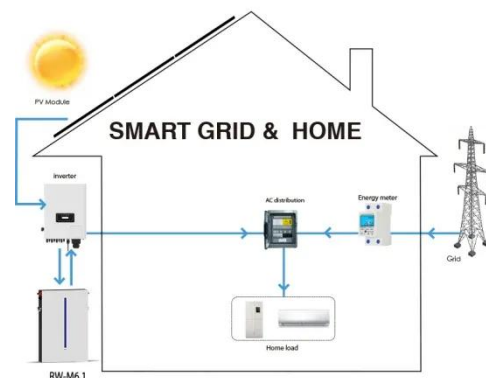 PV Module
SMART GRID & HOME
Inverter
AC distribution
Energy meter
Grid
Home load
RW-M6.1